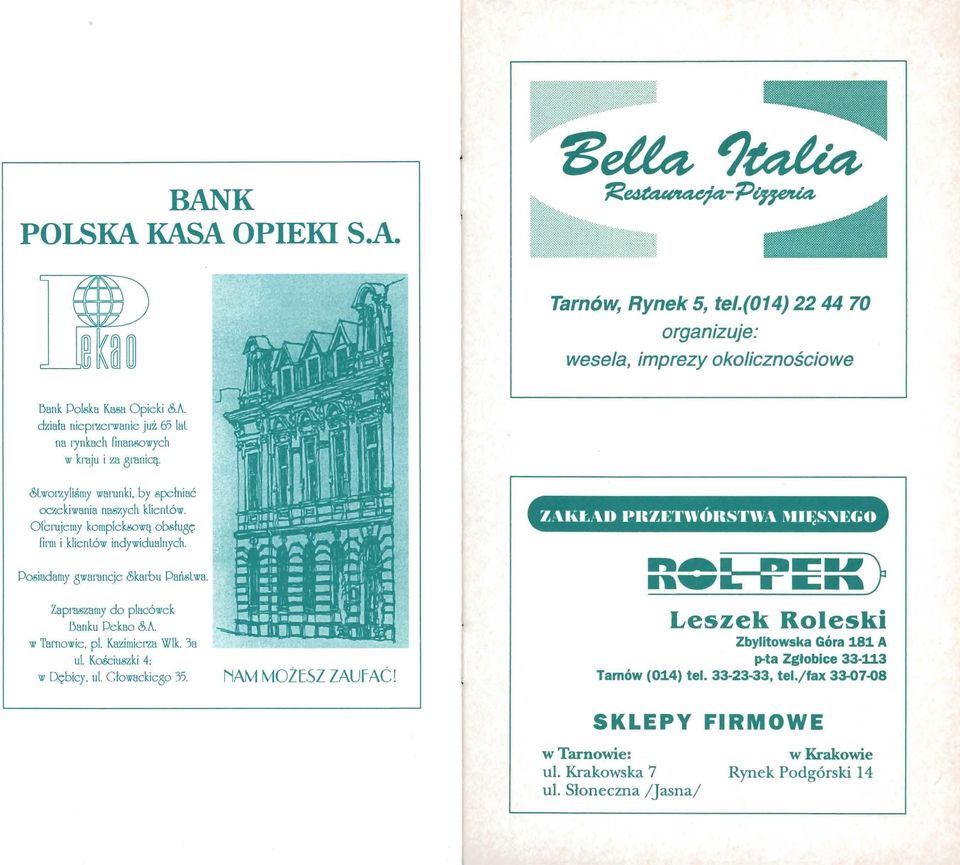 BANK
POLSKA KASA OPIEKI S.A.
Pekao
Bank Polska Kasa Opieki S.A.
działa nieprzerwanie już 65 lat
na rynkach finansowych
w kraju i za granicą.
Stworzyliśmy warunki, by spełniać
oczekiwania naszych klientów.
Oferujemy kompleksową obsługę
firm i klientów indywidualnych.
Posiadamy gwarancje Skarbu Państwa.
Zapraszamy do placówek
Banku Pekao S.A.
w Tarnowie, pl. Kazimierza Wlk. 3a
ul. Kościuszki 4;
w Dębicy, ul. Głowackiego 35.
NAM MOŻESZ ZAUFAĆ!
Bella Italia
Restauracja-Pizzeria
Tarnów, Rynek 5, tel.(014) 22 44 70
organizuje:
wesela, imprezy okolicznościowe
ZAKŁAD PRZETWÓRSTWA MIĘSNEGO
ROL-PEK
Leszek Roleski
Zbylitowska Góra 181 A
p-ta Zgłobice 33-113
Tarnów (014) tel. 33-23-33, tel./fax 33-07-08
SKLEPY FIRMOWE
w Tarnowie:
ul. Krakowska 7
ul. Słoneczna /Jasna/
w Krakowie
Rynek Podgórski 14